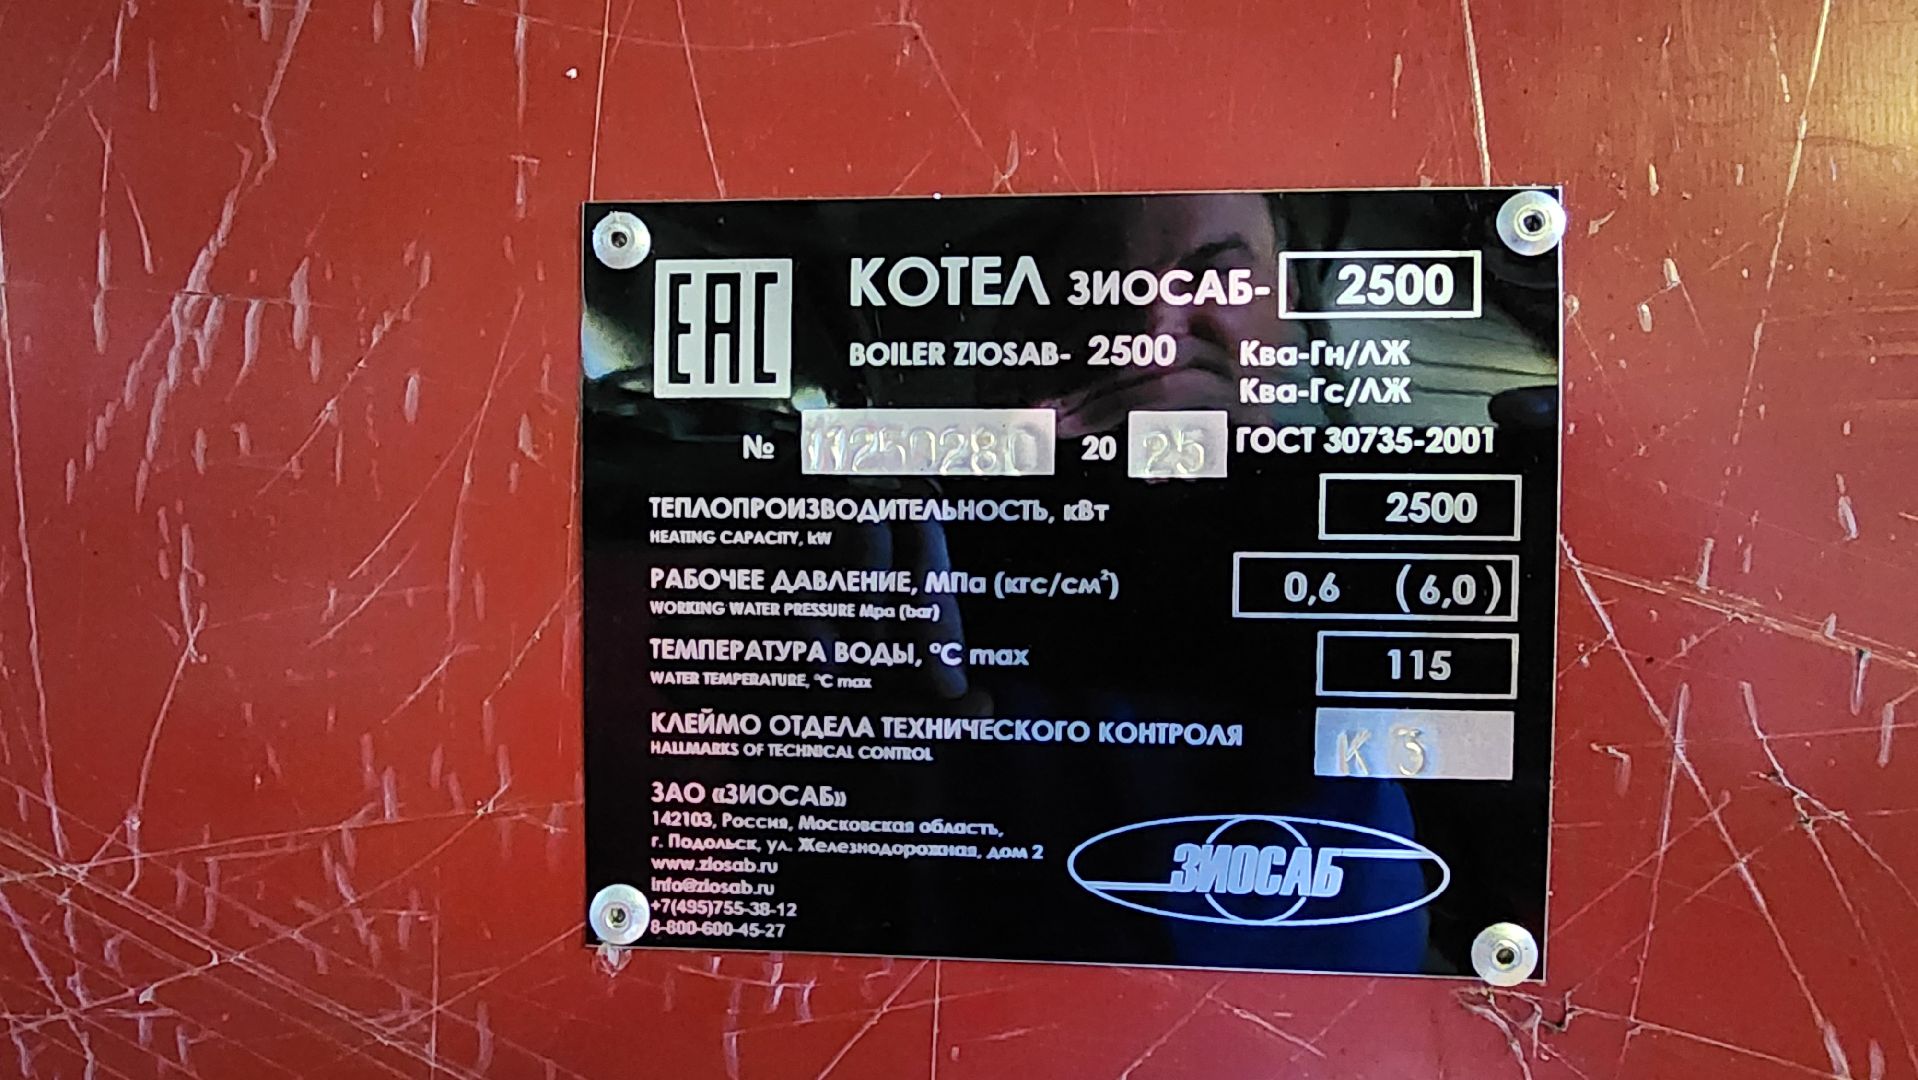 EAC
КОТЕЛ ЗИОСАБ- 2500
BOILER ZIOSAB- 2500 Ква-Гн/ЛЖ
Ква-Гс/ЛЖ
№ 11250280 20 25 ГОСТ 30735-2001
ТЕПЛОПРОИЗВОДИТЕЛЬНОСТЬ, кВт 2500
HEATING CAPACITY, kW
РАБОЧЕЕ ДАВЛЕНИЕ, МПа (кгс/см²) 0,6 (6,0)
WORKING WATER PRESSURE Mpa (bar)
ТЕМПЕРАТУРА ВОДЫ, °C max 115
WATER TEMPERATURE, °C max
КЛЕЙМО ОТДЕЛА ТЕХНИЧЕСКОГО КОНТРОЛЯ К 3
HALLMARKS OF TECHNICAL CONTROL
ЗАО «ЗИОСАБ»
142103, Россия, Московская область,
г. Подольск, ул. Железнодорожная, дом 2
www.ziosab.ru
info@ziosab.ru
+7(495)755-38-12
8-800-600-45-27
ЗИОСАБ